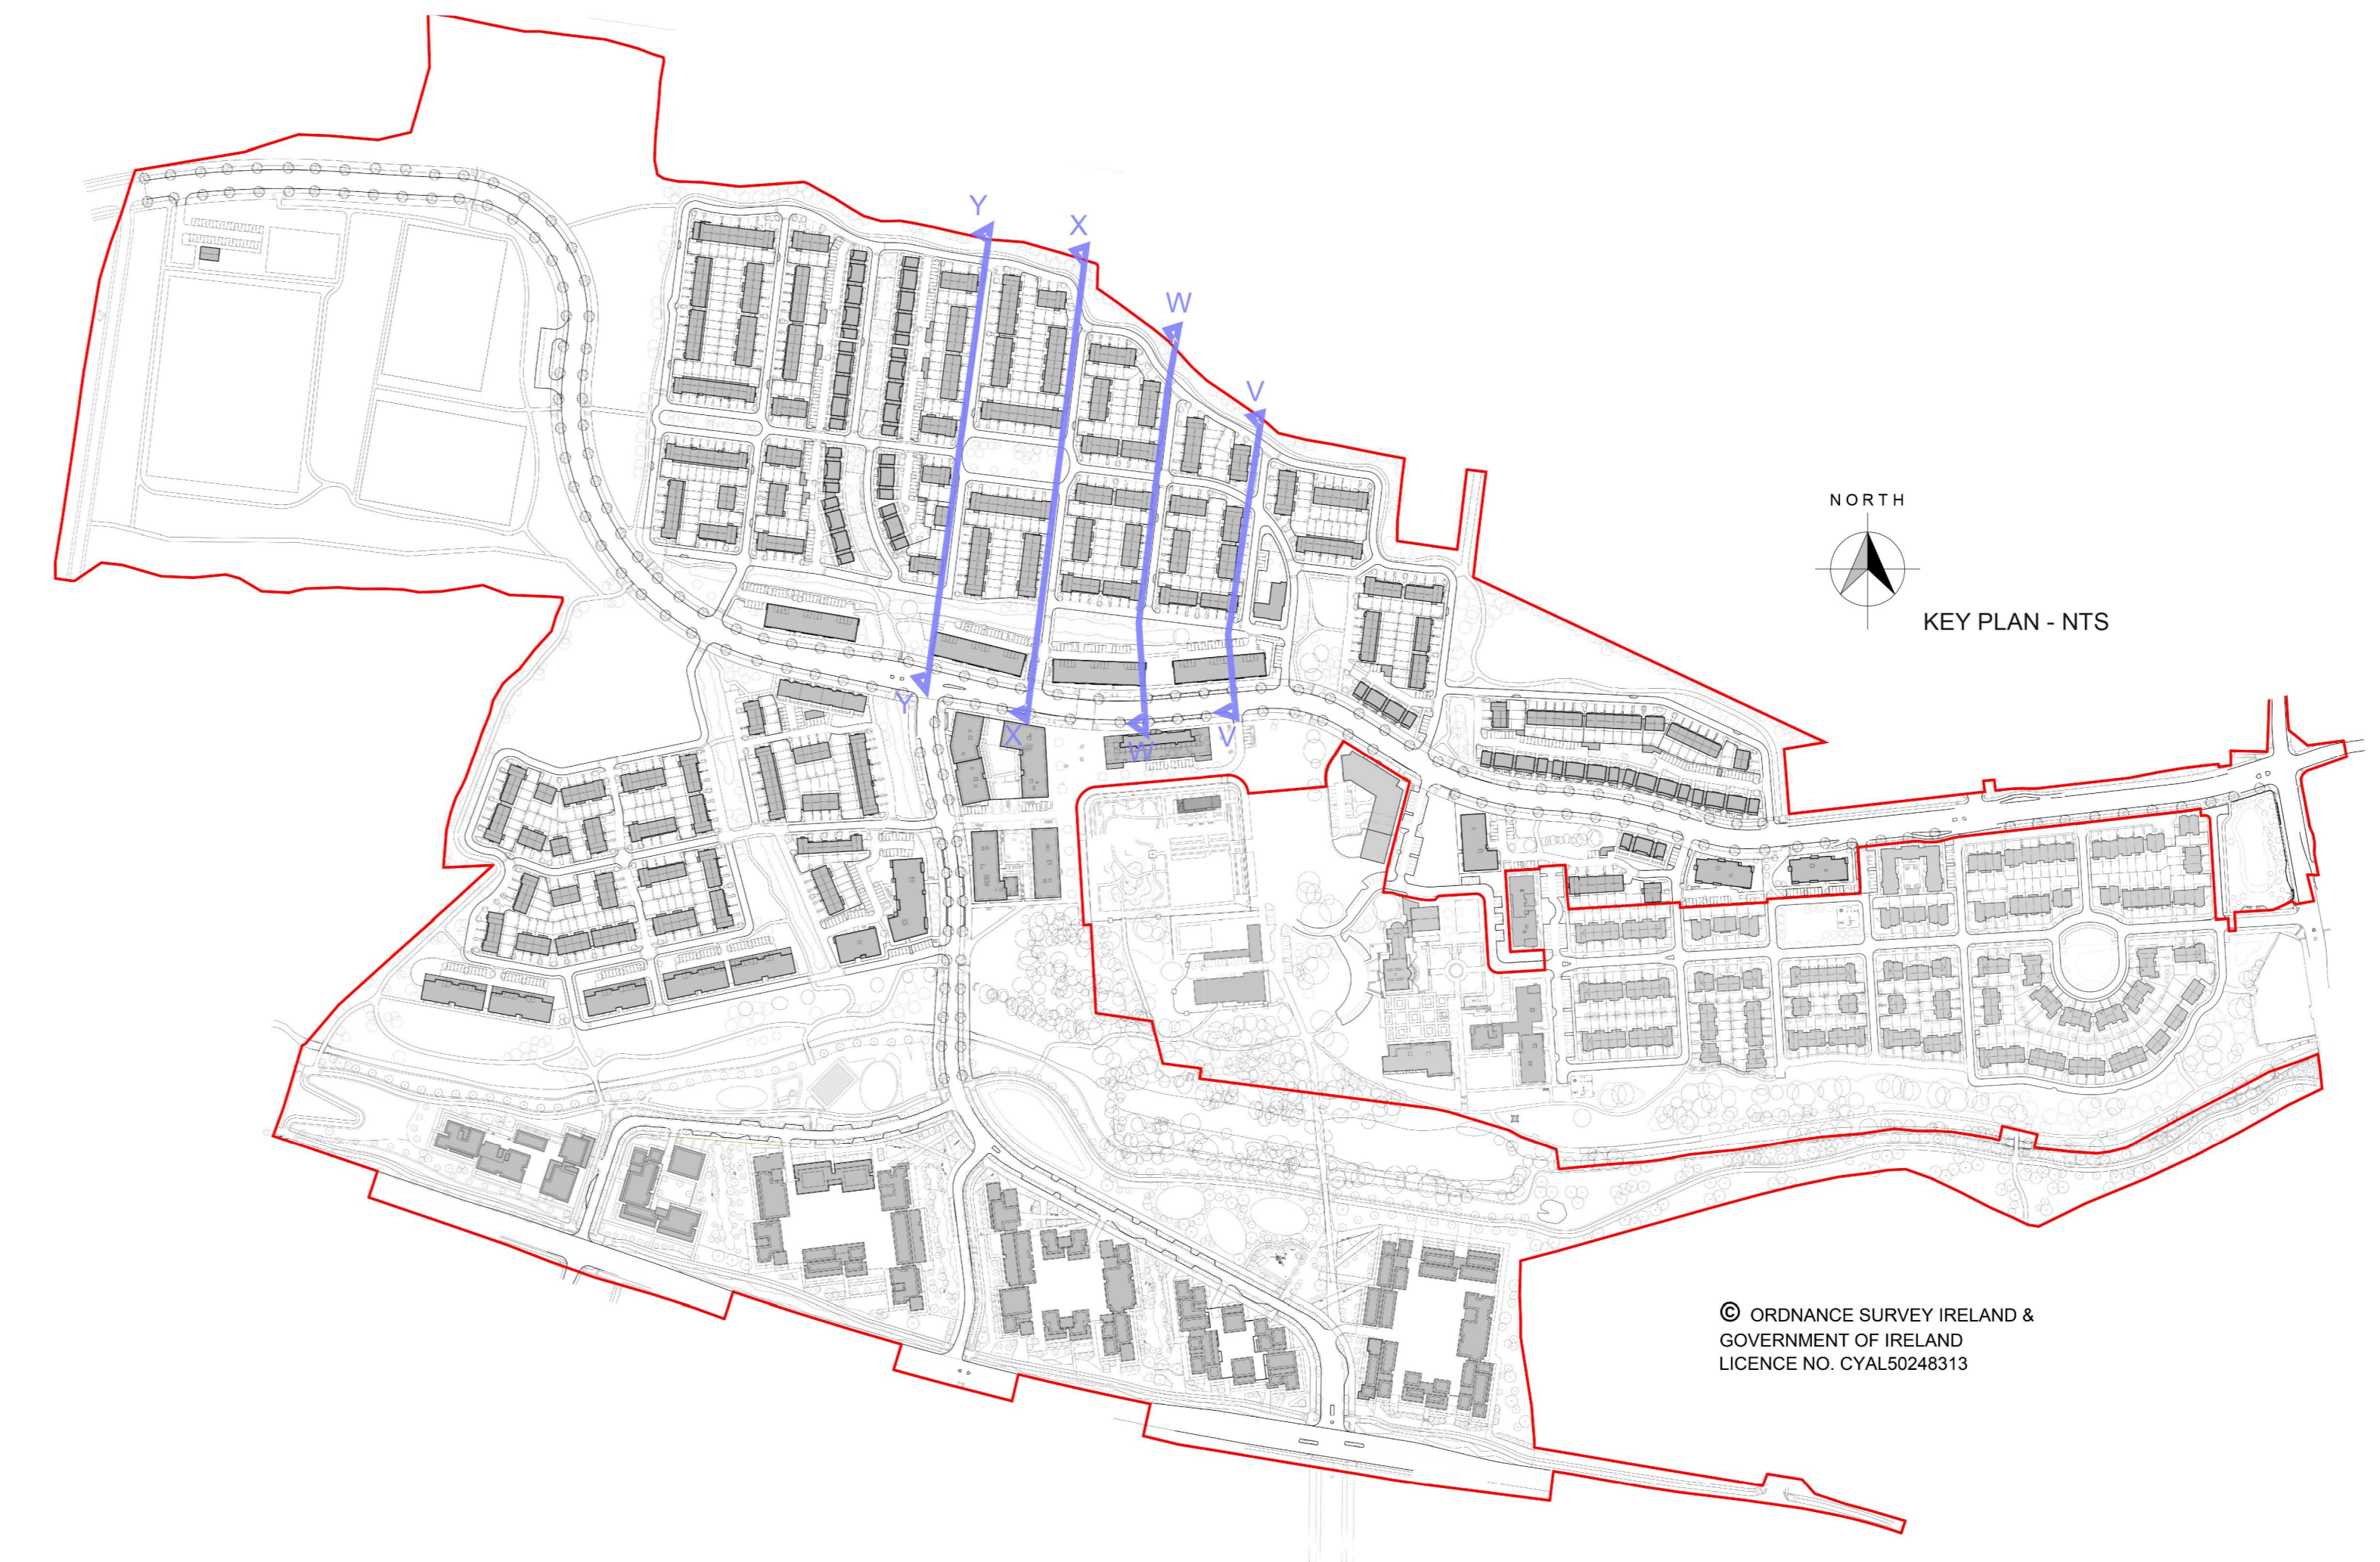 Y
X
W
V
NORTH
KEY PLAN - NTS
Y
X
W
V
© ORDNANCE SURVEY IRELAND &
GOVERNMENT OF IRELAND
LICENCE NO. CYAL50248313